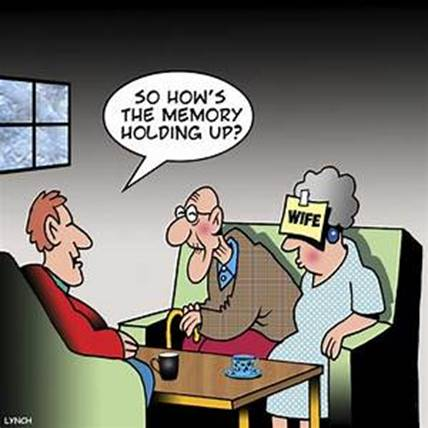 SO HOW'S
THE MEMORY
HOLDING UP?
WIFE
LYNCH